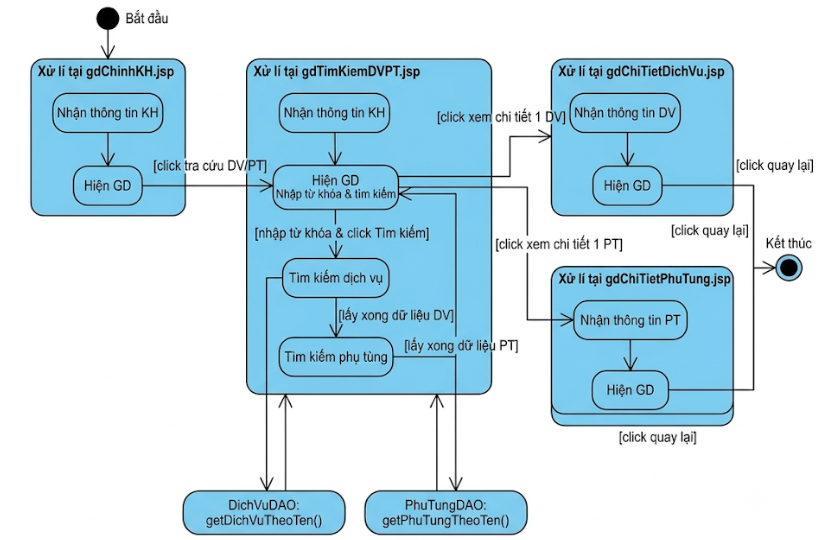 Bắt đầu
Xử lí tại gdChinhKH.jsp
Nhận thông tin KH
Hiện GD
[click tra cứu DV/PT]
Xử lí tại gdTimKiemDVPT.jsp
Nhận thông tin KH
Hiện GD
Nhập từ khóa & tìm kiếm
[nhập từ khóa & click Tìm kiếm]
Tìm kiếm dịch vụ
[lấy xong dữ liệu DV]
Tìm kiếm phụ tùng
[lấy xong dữ liệu PT]
[click xem chi tiết 1 DV]
[click xem chi tiết 1 PT]
Xử lí tại gdChiTietDichVu.jsp
Nhận thông tin DV
Hiện GD
[click quay lại]
[click quay lại]
Kết thúc
Xử lí tại gdChiTietPhuTung.jsp
Nhận thông tin PT
Hiện GD
[click quay lại]
DichVuDAO:
getDichVuTheoTen()
PhuTungDAO:
getPhuTungTheoTen()